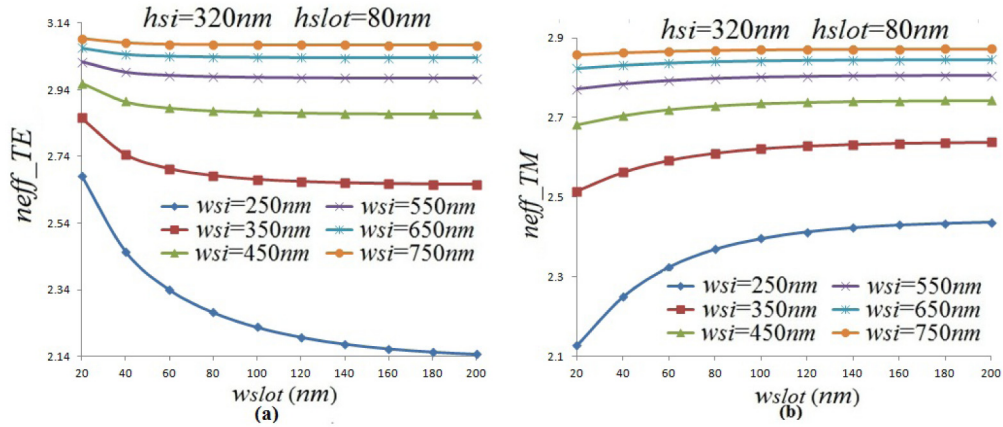 hsi=320nm hslot=80nm
neff_TE
3.14
2.94
2.74
2.54
2.34
2.14
wsi=250nm wsi=550nm
wsi=350nm wsi=650nm
wsi=450nm wsi=750nm
20 40 60 80 100 120 140 160 180 200
wslot (nm)
(a)
hsi=320nm hslot=80nm
neff_TM
2.9
2.7
2.5
2.3
2.1
wsi=250nm wsi=550nm
wsi=350nm wsi=650nm
wsi=450nm wsi=750nm
20 40 60 80 100 120 140 160 180 200
wslot (nm)
(b)